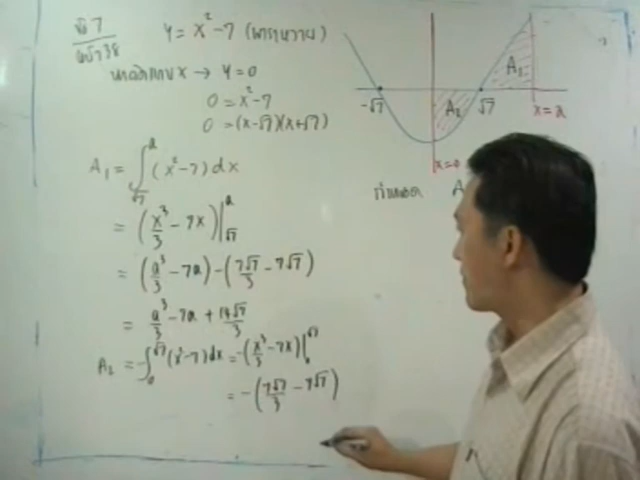 ข้อ 7
หน้า 38
y = x² - 7 (พาราโบลา)
หาจุดตัดแกน x → y = 0
0 = x² - 7
0 = (x-√7)(x+√7)
A₁ = ∫_{√7}^{a} (x² - 7) dx
= (x³/3 - 7x)|_{√7}^{a}
= (a³/3 - 7a) - (7√7/3 - 7√7)
= a³/3 - 7a + 14√7/3
A₂ = -∫_{0}^{√7} (x² - 7) dx = -(x³/3 - 7x)|_{0}^{√7}
= -(7√7/3 - 7√7)
-√7
A₂
√7
A₁
x = a
x = 0
กำหนด A